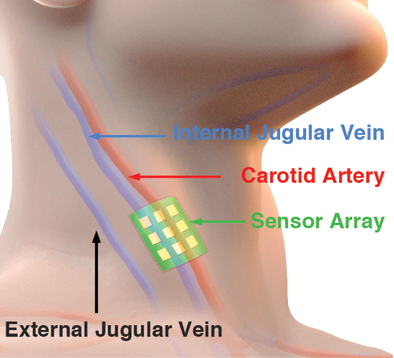 Internal Jugular Vein
Carotid Artery
Sensor Array
External Jugular Vein